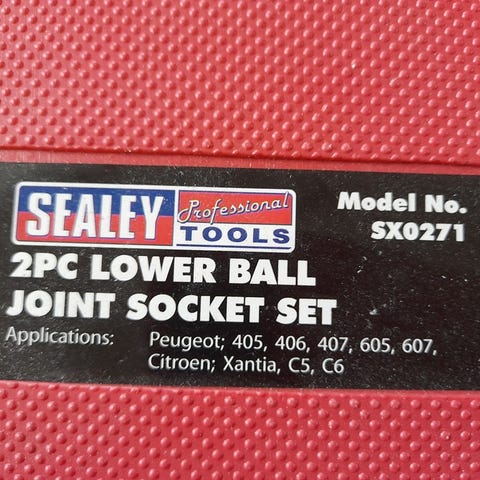 SEALEY Professional TOOLS
Model No.
SX0271
2PC LOWER BALL
JOINT SOCKET SET
Applications: Peugeot; 405, 406, 407, 605, 607,
Citroen; Xantia, C5, C6